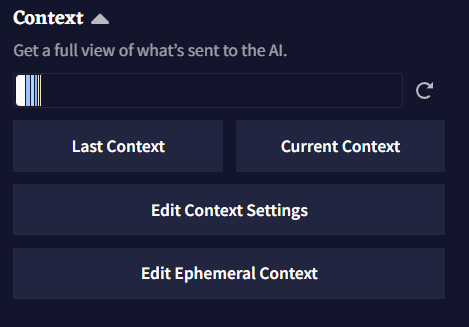 Context
Get a full view of what’s sent to the AI.
Last Context
Current Context
Edit Context Settings
Edit Ephemeral Context